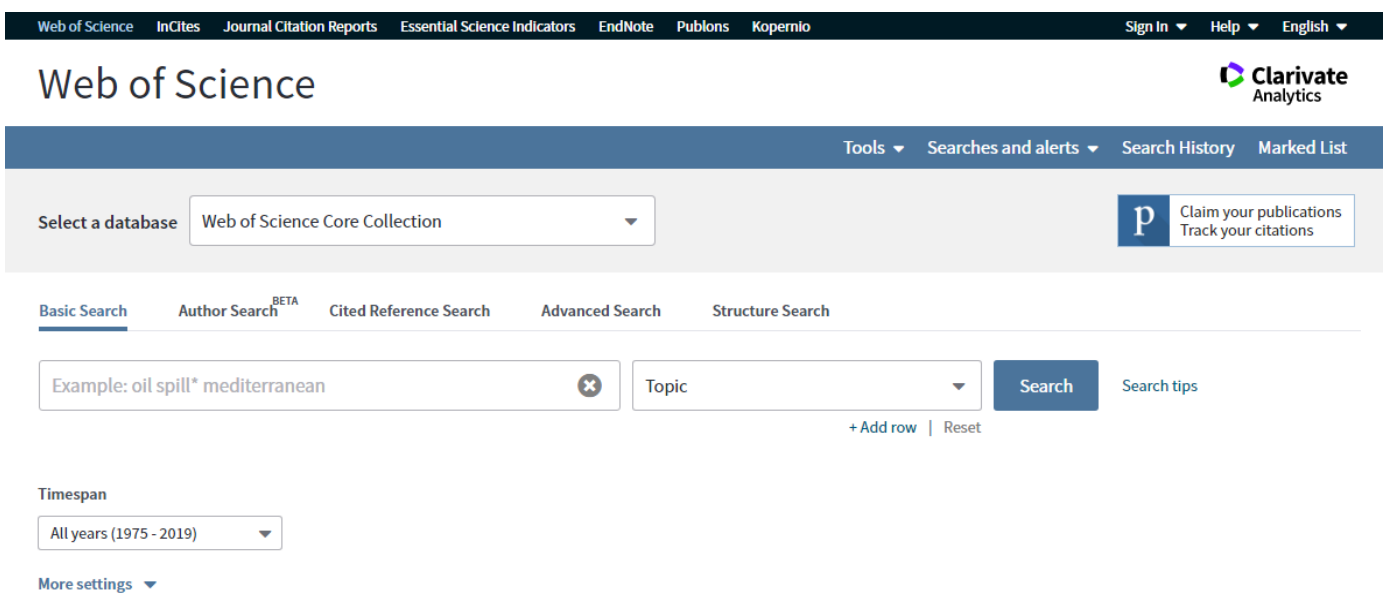 Web of Science InCites Journal Citation Reports Essential Science Indicators EndNote Publons Kopernio Sign In Help English
Web of Science
Clarivate
Analytics
Tools Searches and alerts Search History Marked List
Select a database Web of Science Core Collection
p Claim your publications
Track your citations
Basic Search Author Search BETA Cited Reference Search Advanced Search Structure Search
Example: oil spill* mediterranean Topic Search Search tips
+ Add row | Reset
Timespan
All years (1975 - 2019)
More settings